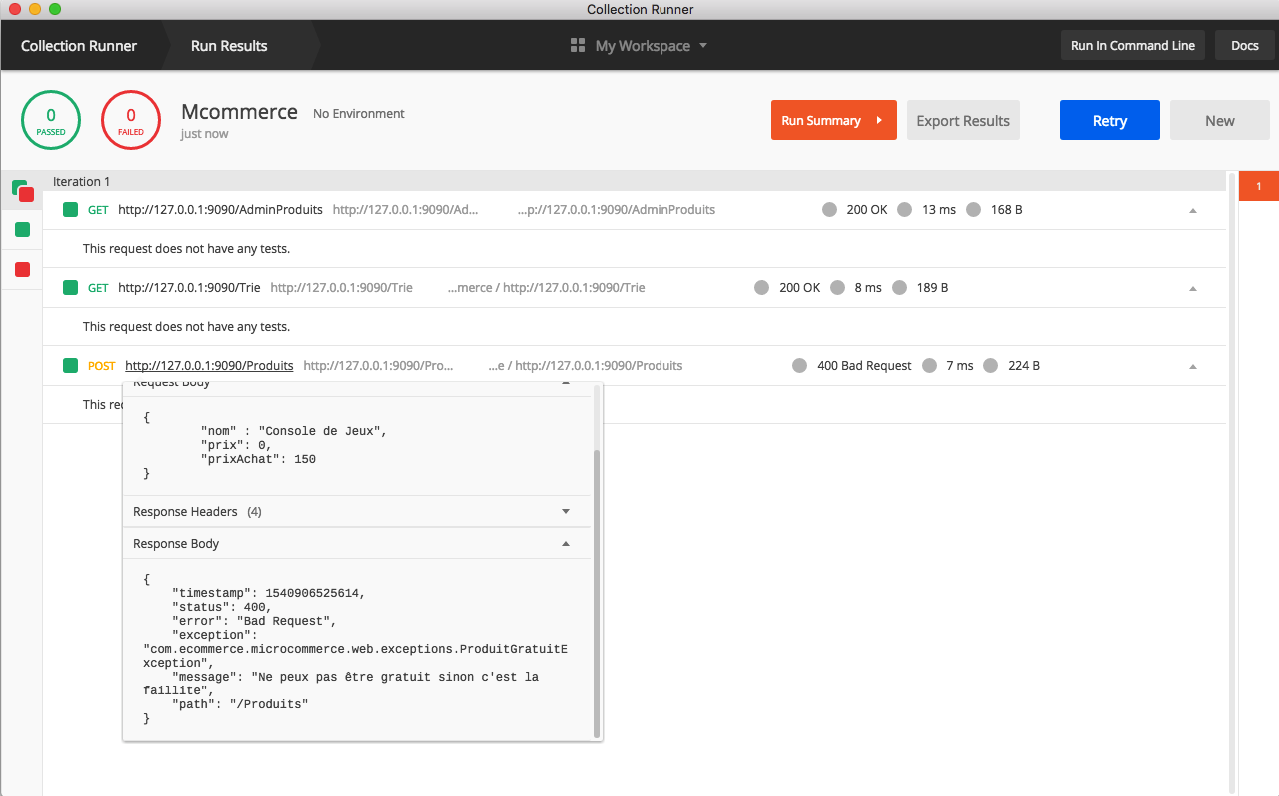 Collection Runner
Collection Runner Run Results My Workspace Run In Command Line Docs
0 PASSED 0 FAILED Mcommerce No Environment Run Summary Export Results Retry New
just now
Iteration 1 1
GET http://127.0.0.1:9090/AdminProduits http://127.0.0.1:9090/Ad... ...p://127.0.0.1:9090/AdminProduits 200 OK 13 ms 168 B
This request does not have any tests.
GET http://127.0.0.1:9090/Trie http://127.0.0.1:9090/Trie ...merce / http://127.0.0.1:9090/Trie 200 OK 8 ms 189 B
This request does not have any tests.
POST http://127.0.0.1:9090/Produits http://127.0.0.1:9090/Pro... ...e / http://127.0.0.1:9090/Produits 400 Bad Request 7 ms 224 B
Request Body
This re
{
"nom" : "Console de Jeux",
"prix": 0,
"prixAchat": 150
}
Response Headers (4)
Response Body
{
"timestamp": 1540906525614,
"status": 400,
"error": "Bad Request",
"exception":
"com.ecommerce.microcommerce.web.exceptions.ProduitGratuitE
xception",
"message": "Ne peux pas être gratuit sinon c'est la
faillite",
"path": "/Produits"
}